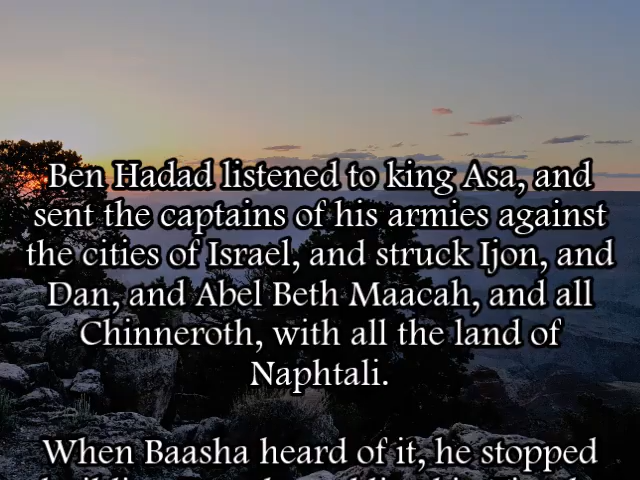 Ben Hadad listened to king Asa, and
sent the captains of his armies against
the cities of Israel, and struck Ijon, and
Dan, and Abel Beth Maacah, and all
Chinneroth, with all the land of
Naphtali.
When Baasha heard of it, he stopped